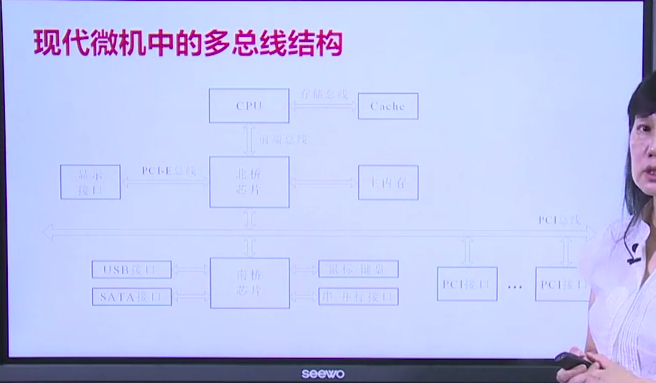 现代微机中的多总线结构
CPU
存储总线
Cache
前端总线
显示
接口
PCI-E总线
北桥
芯片
主内存
PCI总线
USB接口
SATA接口
南桥
芯片
鼠标/键盘
串/并行接口
PCI接口
…
PCI接口
seewo